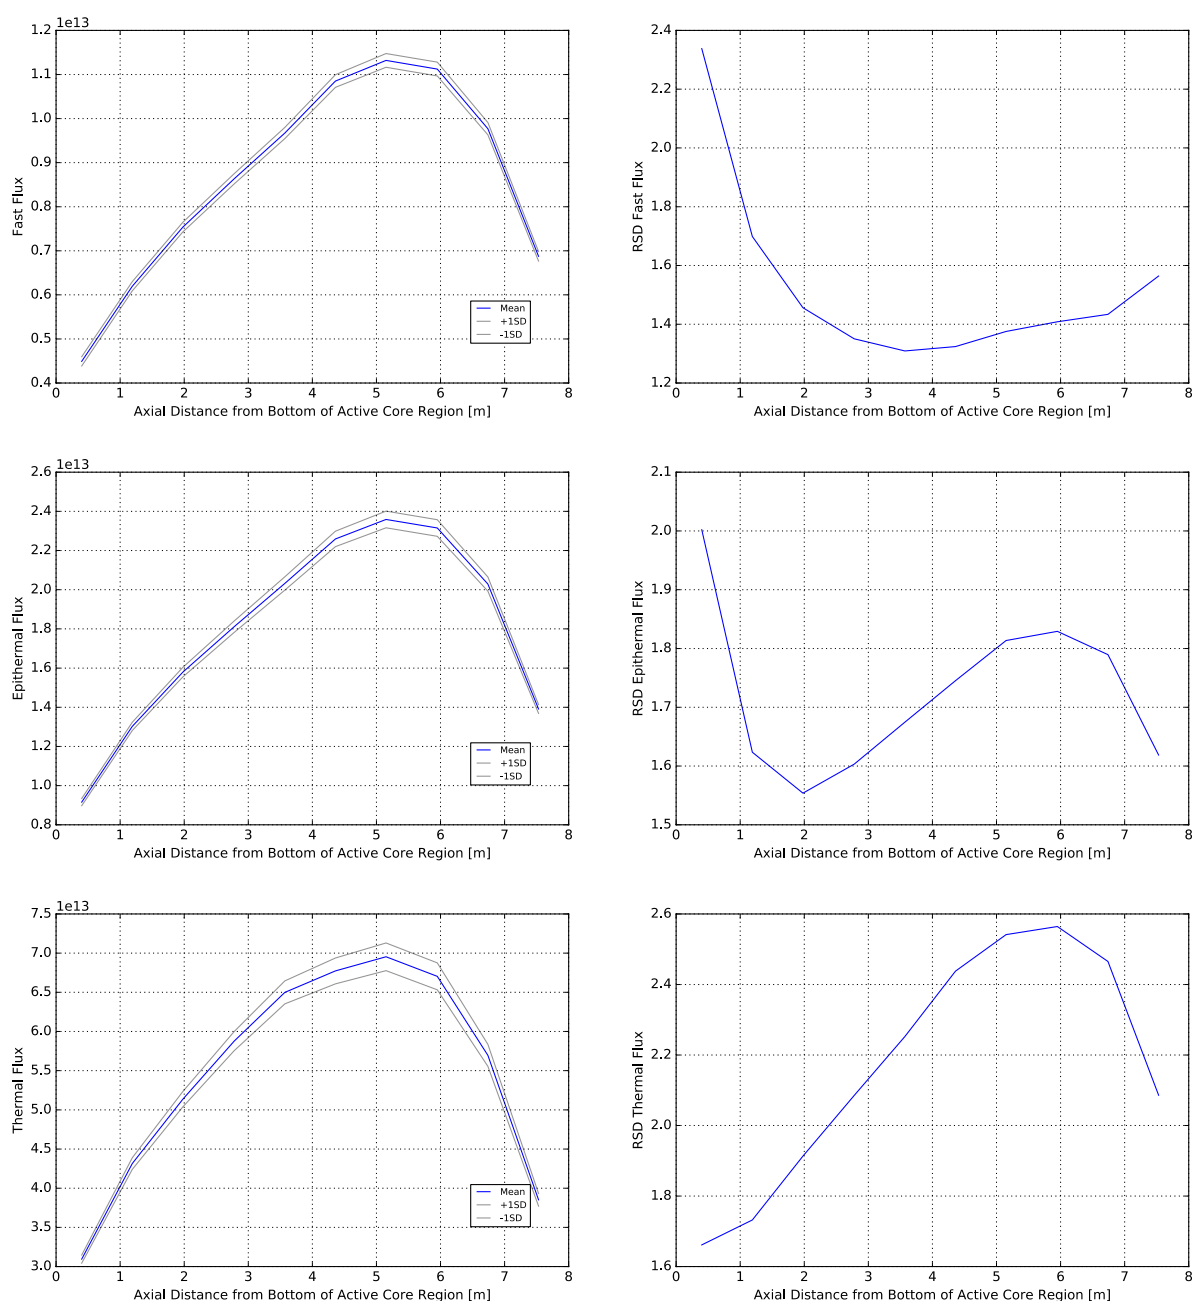 1e13
1.2
1.1
1.0
0.9
0.8
0.7
0.6
0.5
0.4
Fast Flux
Mean
+1SD
-1SD
0 1 2 3 4 5 6 7 8
Axial Distance from Bottom of Active Core Region [m]
2.4
2.2
2.0
1.8
1.6
1.4
1.2
RSD Fast Flux
0 1 2 3 4 5 6 7 8
Axial Distance from Bottom of Active Core Region [m]
1e13
2.6
2.4
2.2
2.0
1.8
1.6
1.4
1.2
1.0
0.8
Epithermal Flux
Mean
+1SD
-1SD
0 1 2 3 4 5 6 7 8
Axial Distance from Bottom of Active Core Region [m]
2.1
2.0
1.9
1.8
1.7
1.6
1.5
RSD Epithermal Flux
0 1 2 3 4 5 6 7 8
Axial Distance from Bottom of Active Core Region [m]
1e13
7.5
7.0
6.5
6.0
5.5
5.0
4.5
4.0
3.5
3.0
Thermal Flux
Mean
+1SD
-1SD
0 1 2 3 4 5 6 7 8
Axial Distance from Bottom of Active Core Region [m]
2.6
2.4
2.2
2.0
1.8
1.6
RSD Thermal Flux
0 1 2 3 4 5 6 7 8
Axial Distance from Bottom of Active Core Region [m]